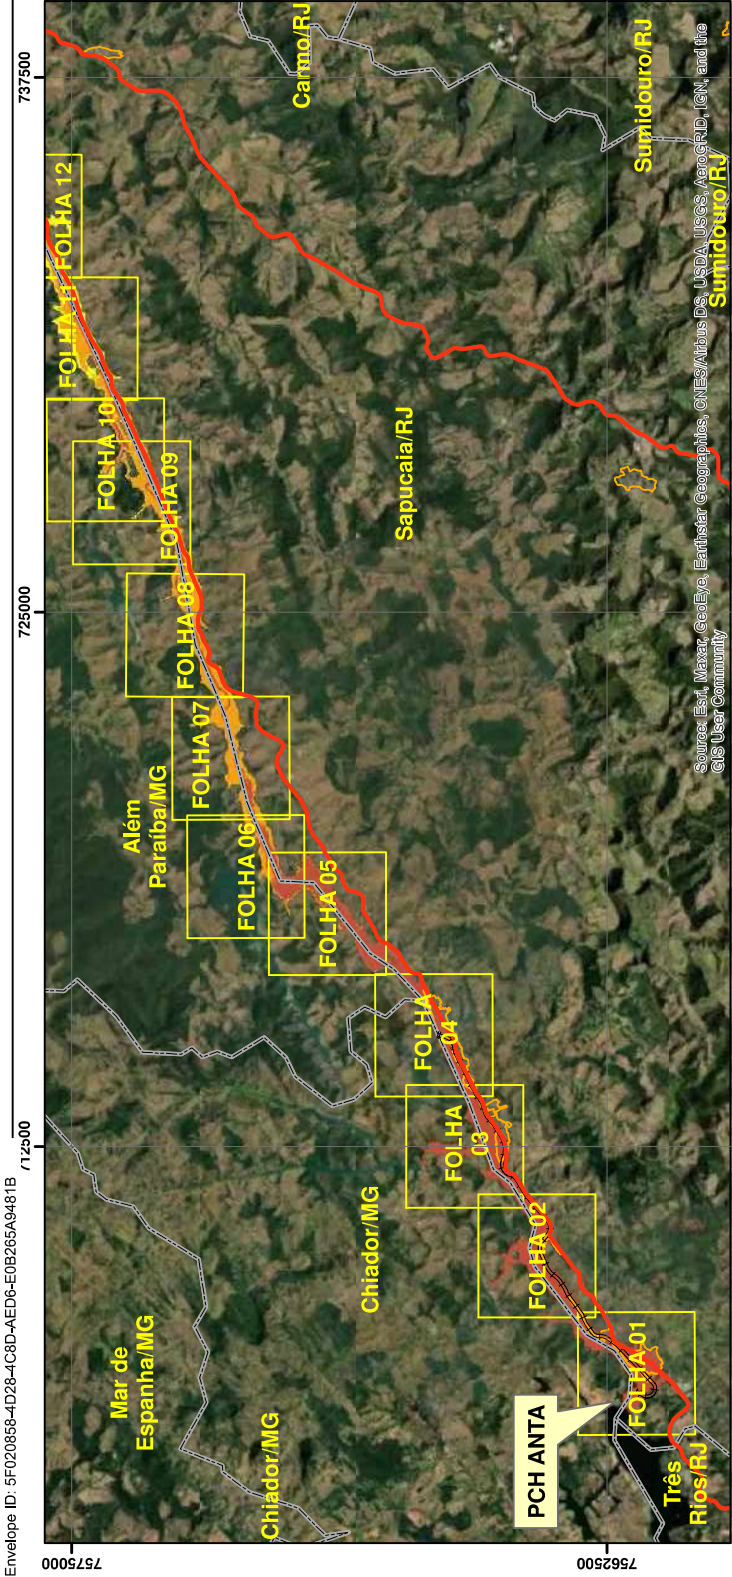 Envelope ID: 5F020858-4D28-4C8D-AED6-E0B265A9481B
712500
725000
737500
7575000
7562500
Mar de
Espanha/MG
Chiador/MG
Chiador/MG
Além
Paraíba/MG
Carmo/RJ
Sapucaia/RJ
Sumidouro/RJ
Sumidouro/RJ
Três
Rios/RJ
PCH ANTA
FOLHA 01
FOLHA 02
FOLHA
03
FOLHA
04
FOLHA 05
FOLHA 06
FOLHA 07
FOLHA 08
FOLHA 09
FOLHA 10
FOLHA 11
FOLHA 12
Source: Esri, Maxar, GeoEye, Earthstar Geographics, CNES/Airbus DS, USDA, USGS, AeroGRID, IGN, and the
GIS User Community